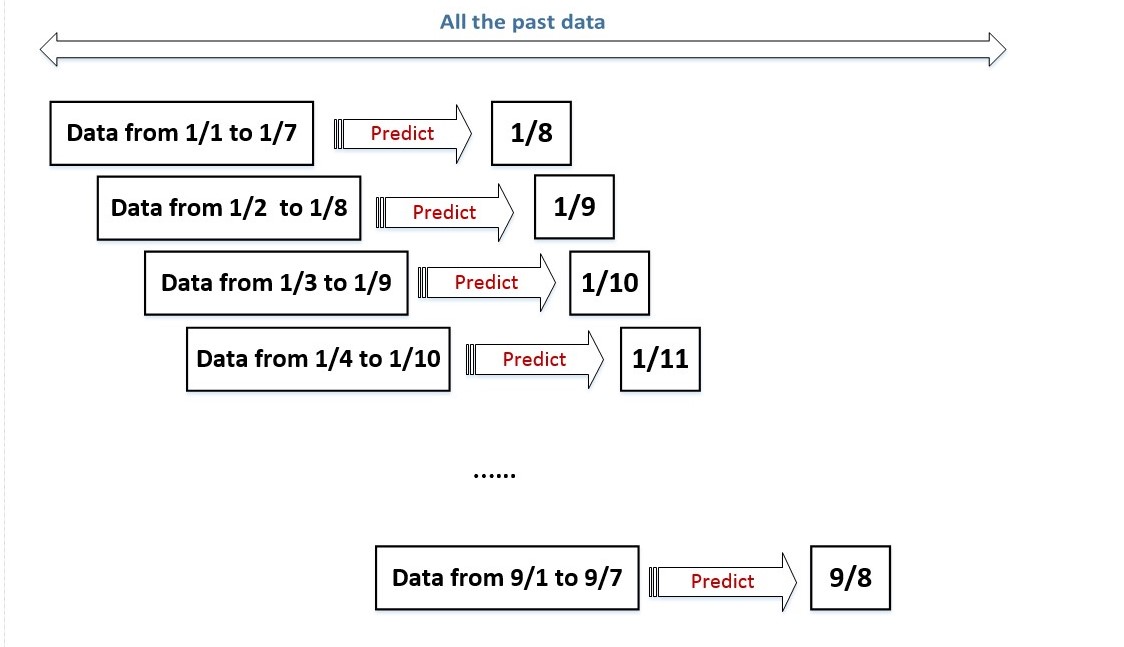 All the past data
Data from 1/1 to 1/7 Predict 1/8
Data from 1/2 to 1/8 Predict 1/9
Data from 1/3 to 1/9 Predict 1/10
Data from 1/4 to 1/10 Predict 1/11
......
Data from 9/1 to 9/7 Predict 9/8